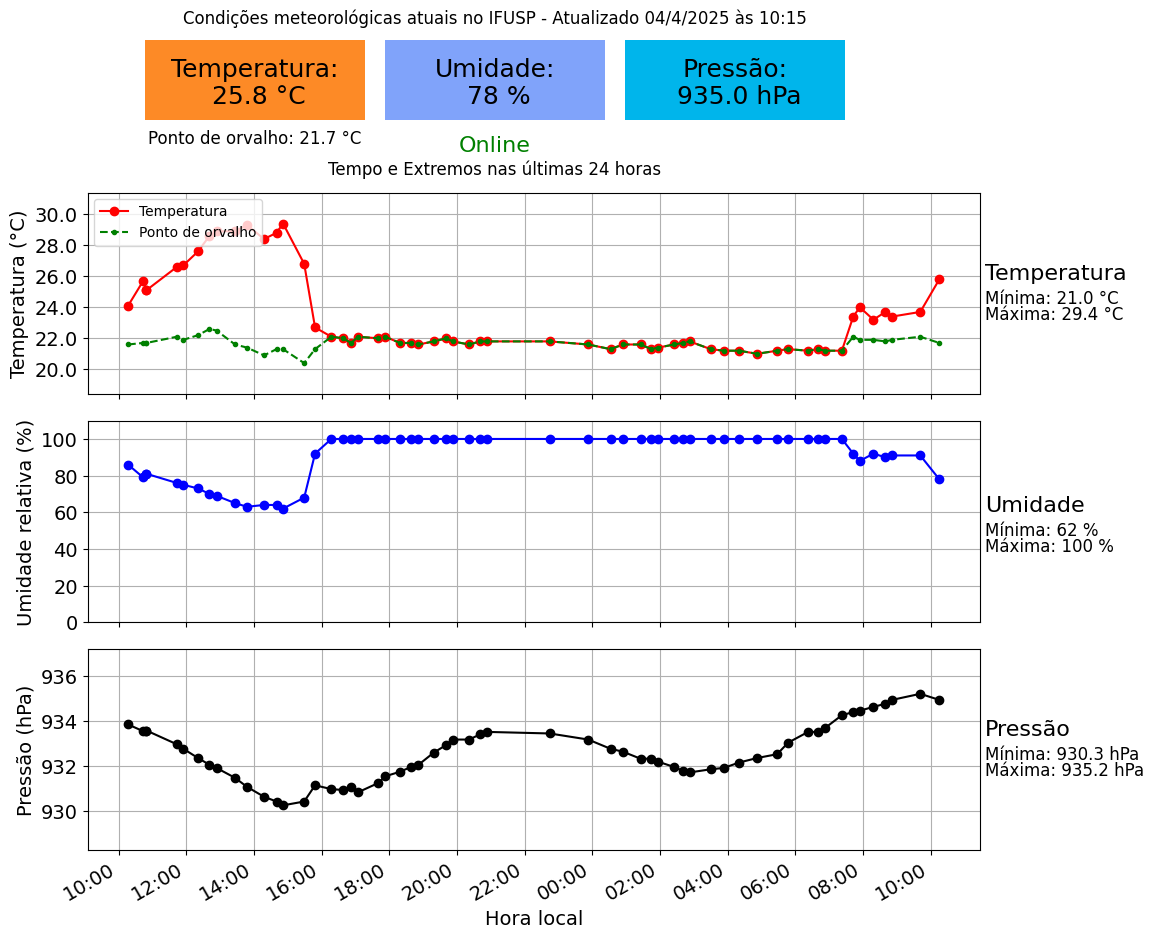 Condições meteorológicas atuais no IFUSP - Atualizado 04/4/2025 às 10:15
Temperatura:
25.8 °C
Umidade:
78 %
Pressão:
935.0 hPa
Ponto de orvalho: 21.7 °C
Online
Tempo e Extremos nas últimas 24 horas
Temperatura (°C)
30.0
28.0
26.0
24.0
22.0
20.0
Temperatura
Ponto de orvalho
Temperatura
Mínima: 21.0 °C
Máxima: 29.4 °C
Umidade relativa (%)
100
80
60
40
20
0
Umidade
Mínima: 62 %
Máxima: 100 %
Pressão (hPa)
936
934
932
930
Pressão
Mínima: 930.3 hPa
Máxima: 935.2 hPa
10:00 12:00 14:00 16:00 18:00 20:00 22:00 00:00 02:00 04:00 06:00 08:00 10:00
Hora local